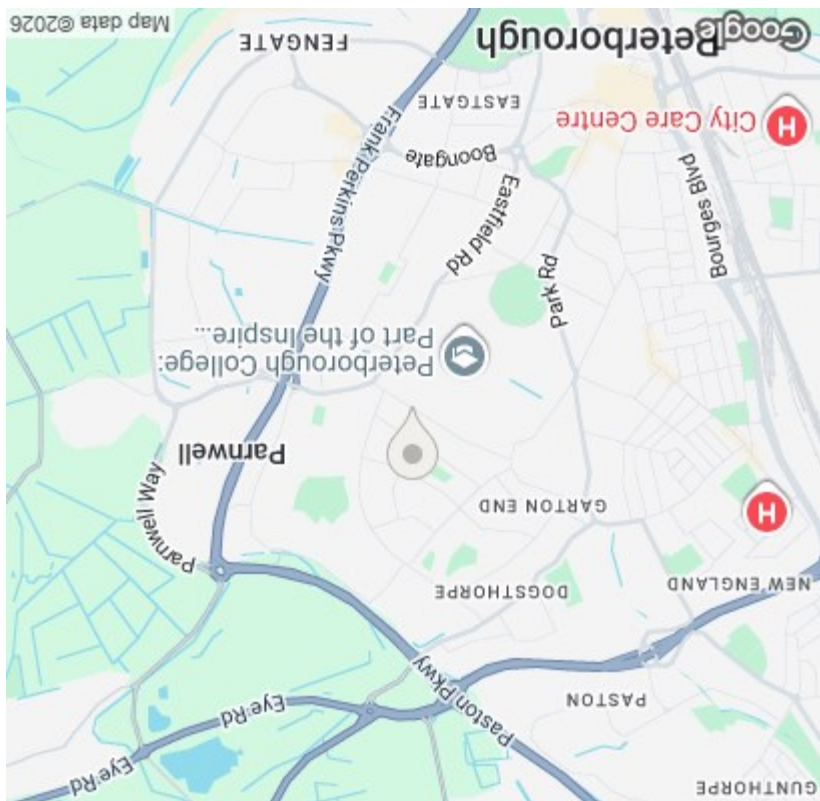 GUNTHORPE
Eye Rd
Eye Rd
PASTON
Paston Pkwy
NEW ENGLAND
DOGSTHORPE
Parnwell Way
H
GARTON END
Parnwell
Peterborough College:
Part of the Inspire...
Park Rd
Bourges Blvd
Eastfield Rd
Frank Perkins Pkwy
Boongate
City Care Centre
H
EASTGATE
FENGATE
Peterborough
Google
Map data ©2026